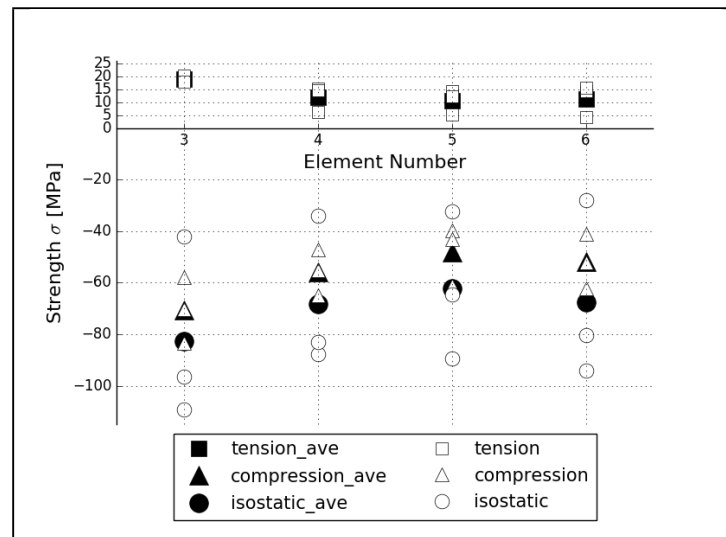 25
20
15
10
5
0
3 4 5 6
Element Number
−20
−40
−60
−80
−100
Strength σ [MPa]
tension_ave tension
compression_ave compression
isostatic_ave isostatic